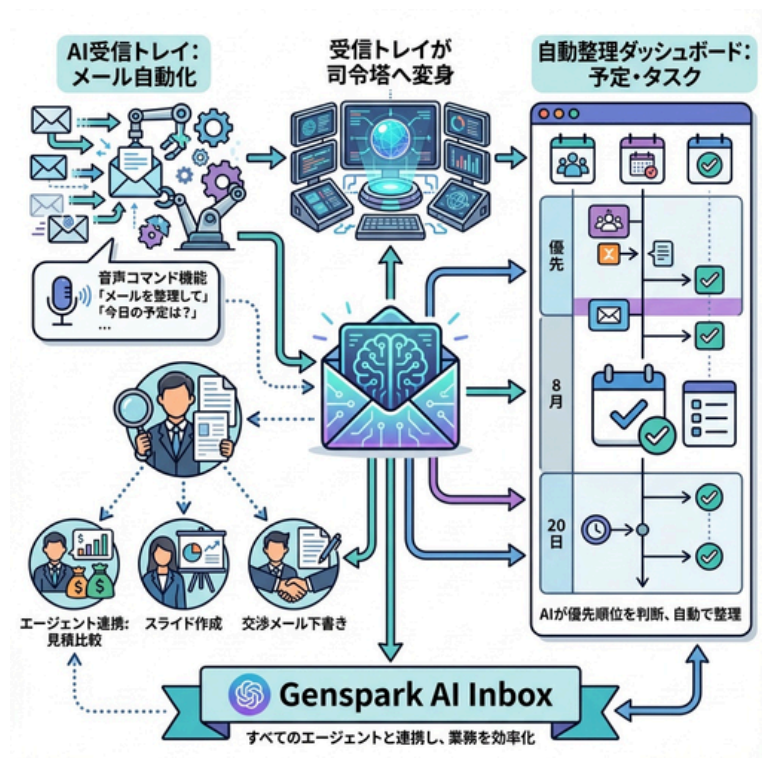 AI受信トレイ:
メール自動化
受信トレイが
司令塔へ変身
自動整理ダッシュボード:
予定・タスク
音声コマンド機能
「メールを整理して」
「今日の予定は?」
...
優先
8月
20日
AIが優先順位を判断、自動で整理
エージェント連携:
見積比較
スライド作成
交渉メール下書き
Genspark AI Inbox
すべてのエージェントと連携し、業務を効率化